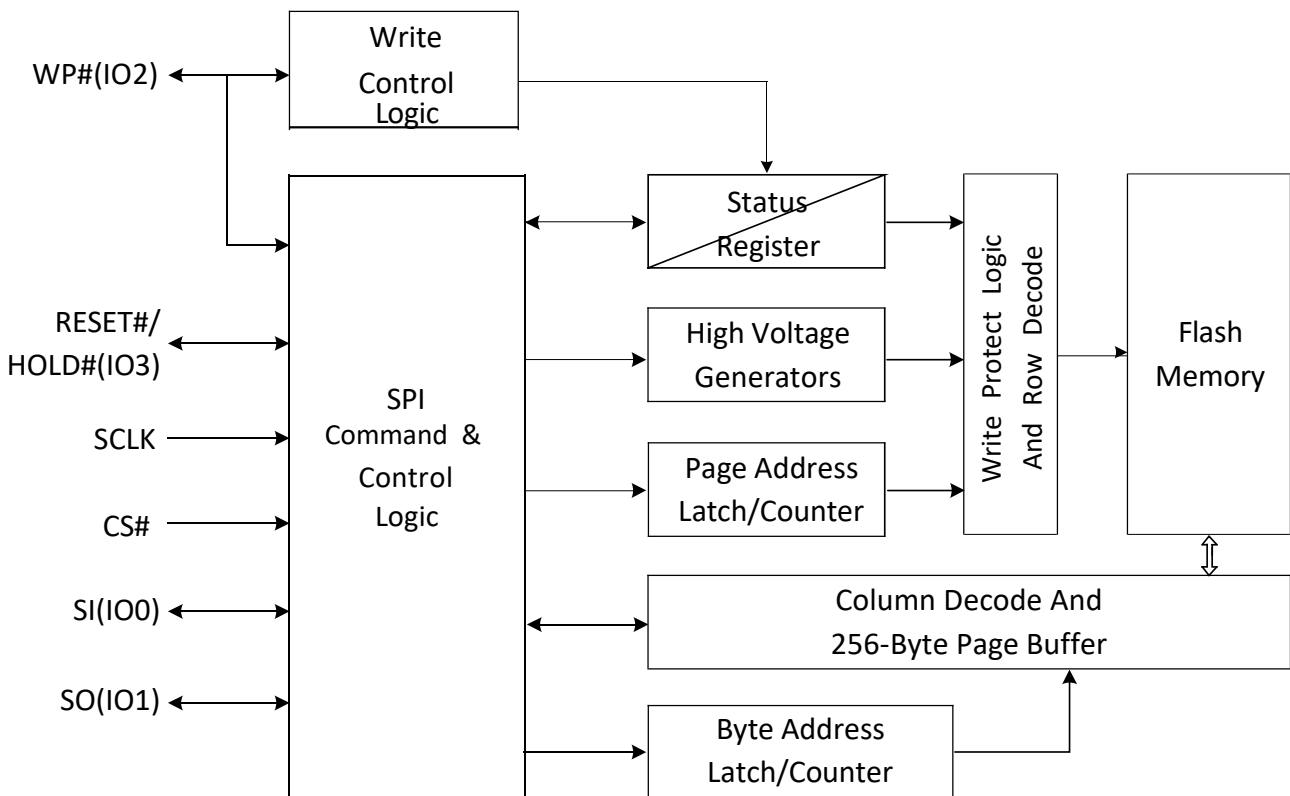 Write
Control
Logic
WP#(IO2)
Status
Register
RESET#/
HOLD#(IO3)
High Voltage
Generators
Write Protect Logic
And Row Decode
Flash
Memory
SPI
Command &
Control
Logic
SCLK
Page Address
Latch/Counter
CS#
SI(IO0)
Column Decode And
256-Byte Page Buffer
SO(IO1)
Byte Address
Latch/Counter